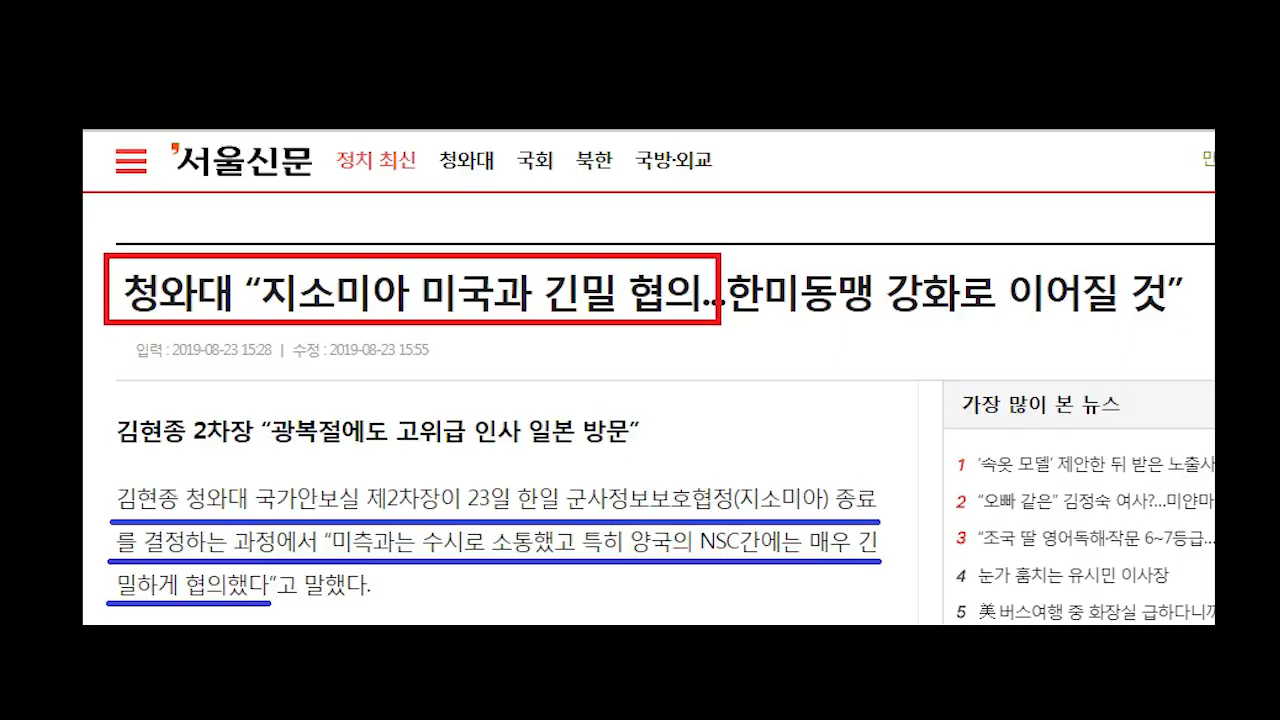 서울신문 정치 최신 청와대 국회 북한 국방·외교
청와대 “지소미아 미국과 긴밀 협의...한미동맹 강화로 이어질 것”
입력 : 2019-08-23 15:28 | 수정 : 2019-08-23 15:55
김현종 2차장 “광복절에도 고위급 인사 일본 방문”
김현종 청와대 국가안보실 제2차장이 23일 한일 군사정보보호협정(지소미아) 종료
를 결정하는 과정에서 “미측과는 수시로 소통했고 특히 양국의 NSC간에는 매우 긴
밀하게 협의했다”고 말했다.
가장 많이 본 뉴스
1 ‘속옷 모델’ 제안한 뒤 받은 노출사
2 “오빠 같은” 김정숙 여사?...미얀마
3 “조국 딸 영어독해·작문 6~7등급...
4 눈가 훔치는 유시민 이사장
5 美 버스여행 중 화장실 급하다니까